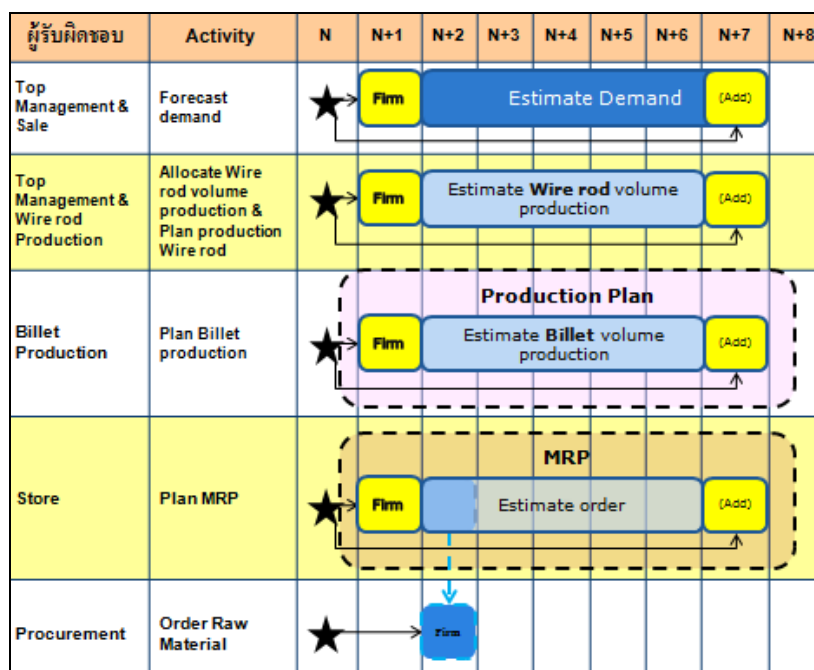 ผู้รับผิดชอบ Activity N N+1 N+2 N+3 N+4 N+5 N+6 N+7 N+8
Top
Management &
Sale
Forecast
demand
Firm
Estimate Demand
(Add)
Top
Management &
Wire rod
Production
Allocate Wire
rod volume
production &
Plan production
Wire rod
Firm
Estimate Wire rod volume
production
(Add)
Production Plan
Billet
Production
Plan Billet
production
Firm
Estimate Billet volume
production
(Add)
MRP
Store
Plan MRP
Firm
Estimate order
(Add)
Procurement
Order Raw
Material
Firm